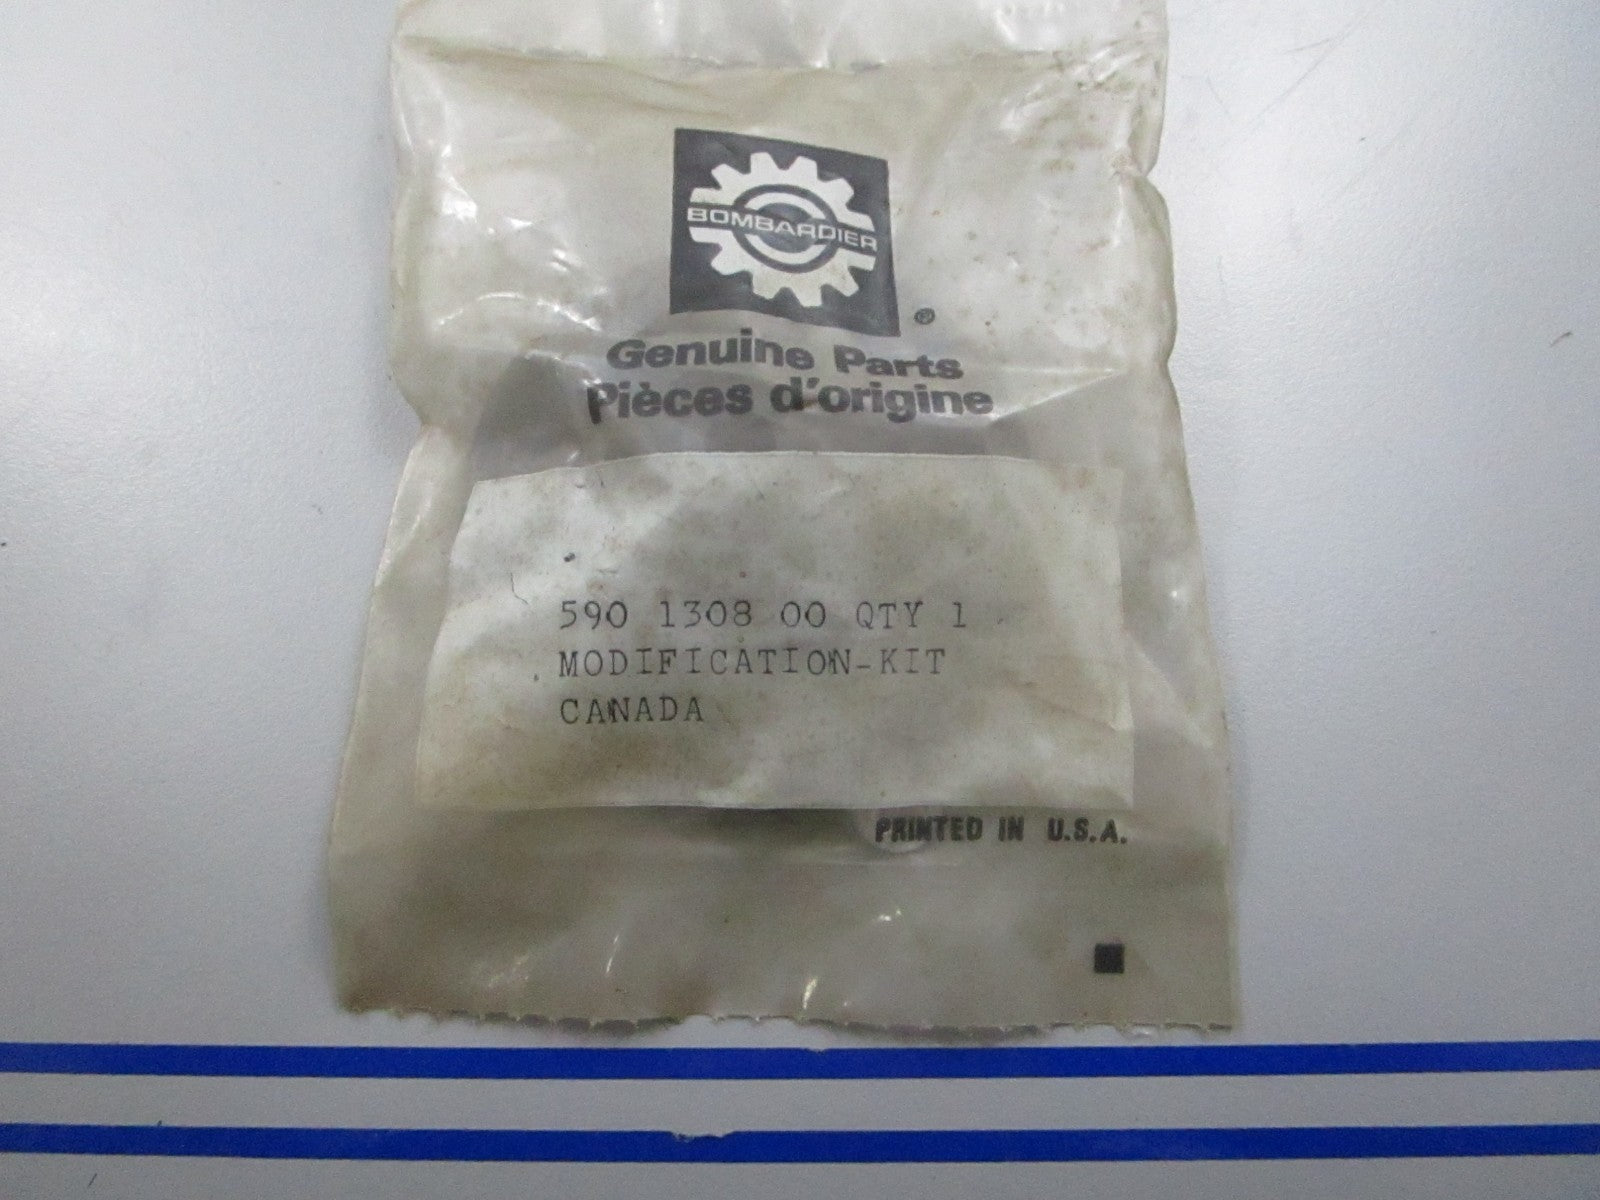 BOMBARDIER
®
Genuine Parts
Pièces d'origine
590 1308 00 QTY 1
MODIFICATION-KIT
CANADA
PRINTED IN U.S.A.